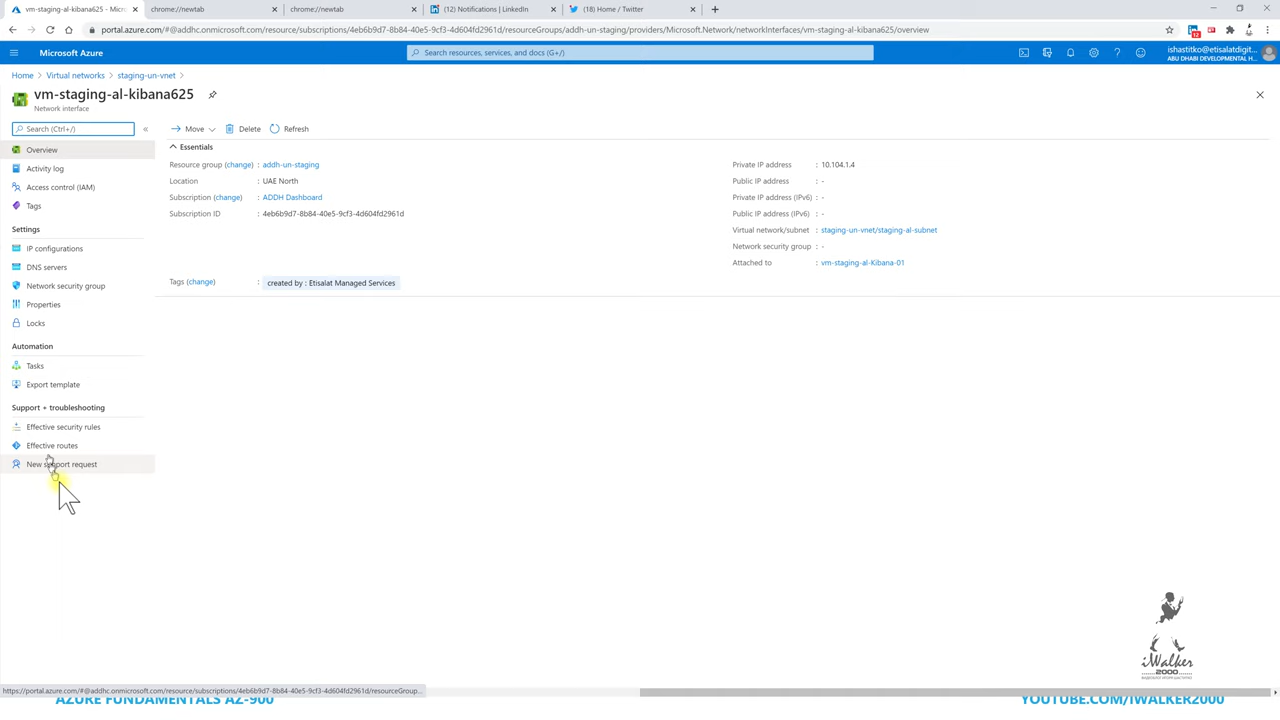 vm-staging-al-kibana625 - Micro
chrome://newtab
chrome://newtab
(12) Notifications | LinkedIn
(18) Home / Twitter
portal.azure.com/#@addhc.onmicrosoft.com/resource/subscriptions/4eb6b9d7-8b84-40e5-9cf3-4d604fd2961d/resourceGroups/addh-un-staging/providers/Microsoft.Network/networkInterfaces/vm-staging-al-kibana625/overview
12
Microsoft Azure
Search resources, services, and docs (G+/)
ishastitko@etisalatdigit...
ABU DHABI DEVELOPMENTAL H...
Home > Virtual networks > staging-un-vnet >
vm-staging-al-kibana625
Network interface
Search (Ctrl+/)
«
Overview
Activity log
Access control (IAM)
Tags
Settings
IP configurations
DNS servers
Network security group
Properties
Locks
Automation
Tasks
Export template
Support + troubleshooting
Effective security rules
Effective routes
New support request
Move
Delete
Refresh
Essentials
Resource group (change) : addh-un-staging
Location : UAE North
Subscription (change) : ADDH Dashboard
Subscription ID : 4eb6b9d7-8b84-40e5-9cf3-4d604fd2961d
Tags (change) : created by : Etisalat Managed Services
Private IP address : 10.104.1.4
Public IP address : -
Private IP address (IPv6) : -
Public IP address (IPv6) : -
Virtual network/subnet : staging-un-vnet/staging-al-subnet
Network security group : -
Attached to : vm-staging-al-Kibana-01
iWalker
2000
https://portal.azure.com/#@addhc.onmicrosoft.com/resource/subscriptions/4eb6b9d7-8b84-40e5-9cf3-4d604fd2961d/resourceGroup...
AZURE FUNDAMENTALS AZ-900
YOUTUBE.COM/IWALKER2000